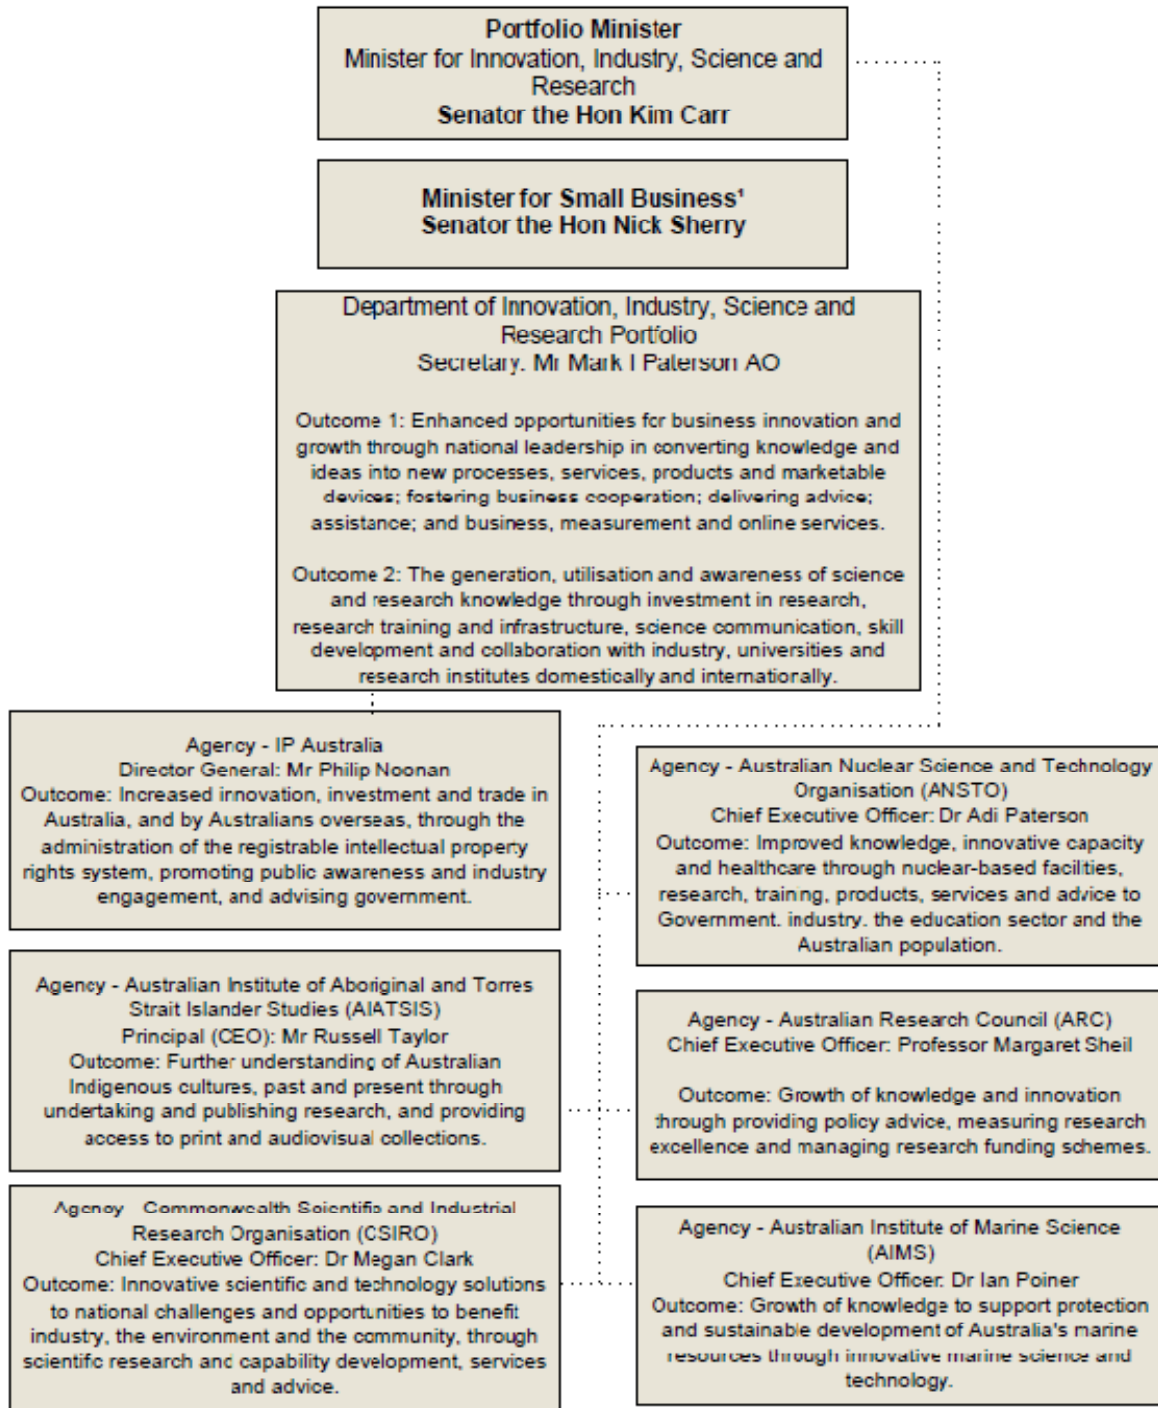 Portfolio Minister
Minister for Innovation, Industry, Science and
Research
Senator the Hon Kim Carr
Minister for Small Business¹
Senator the Hon Nick Sherry
Department of Innovation, Industry, Science and
Research Portfolio
Secretary: Mr Mark I Paterson AO
Outcome 1: Enhanced opportunities for business innovation and
growth through national leadership in converting knowledge and
ideas into new processes, services, products and marketable
devices; fostering business cooperation; delivering advice;
assistance; and business, measurement and online services.
Outcome 2: The generation, utilisation and awareness of science
and research knowledge through investment in research,
research training and infrastructure, science communication, skill
development and collaboration with industry, universities and
research institutes domestically and internationally.
Agency - IP Australia
Director General: Mr Philip Noonan
Outcome: Increased innovation, investment and trade in
Australia, and by Australians overseas, through the
administration of the registrable intellectual property
rights system, promoting public awareness and industry
engagement, and advising government.
Agency - Australian Nuclear Science and Technology
Organisation (ANSTO)
Chief Executive Officer: Dr Adi Paterson
Outcome: Improved knowledge, innovative capacity
and healthcare through nuclear-based facilities,
research, training, products, services and advice to
Government, industry, the education sector and the
Australian population.
Agency - Australian Institute of Aboriginal and Torres
Strait Islander Studies (AIATSIS)
Principal (CEO): Mr Russell Taylor
Outcome: Further understanding of Australian
Indigenous cultures, past and present through
undertaking and publishing research, and providing
access to print and audiovisual collections.
Agency - Australian Research Council (ARC)
Chief Executive Officer: Professor Margaret Sheil
Outcome: Growth of knowledge and innovation
through providing policy advice, measuring research
excellence and managing research funding schemes.
Agency - Commonwealth Scientific and Industrial
Research Organisation (CSIRO)
Chief Executive Officer: Dr Megan Clark
Outcome: Innovative scientific and technology solutions
to national challenges and opportunities to benefit
industry, the environment and the community, through
scientific research and capability development, services
and advice.
Agency - Australian Institute of Marine Science
(AIMS)
Chief Executive Officer: Dr Ian Poiner
Outcome: Growth of knowledge to support protection
and sustainable development of Australia's marine
resources through innovative marine science and
technology.